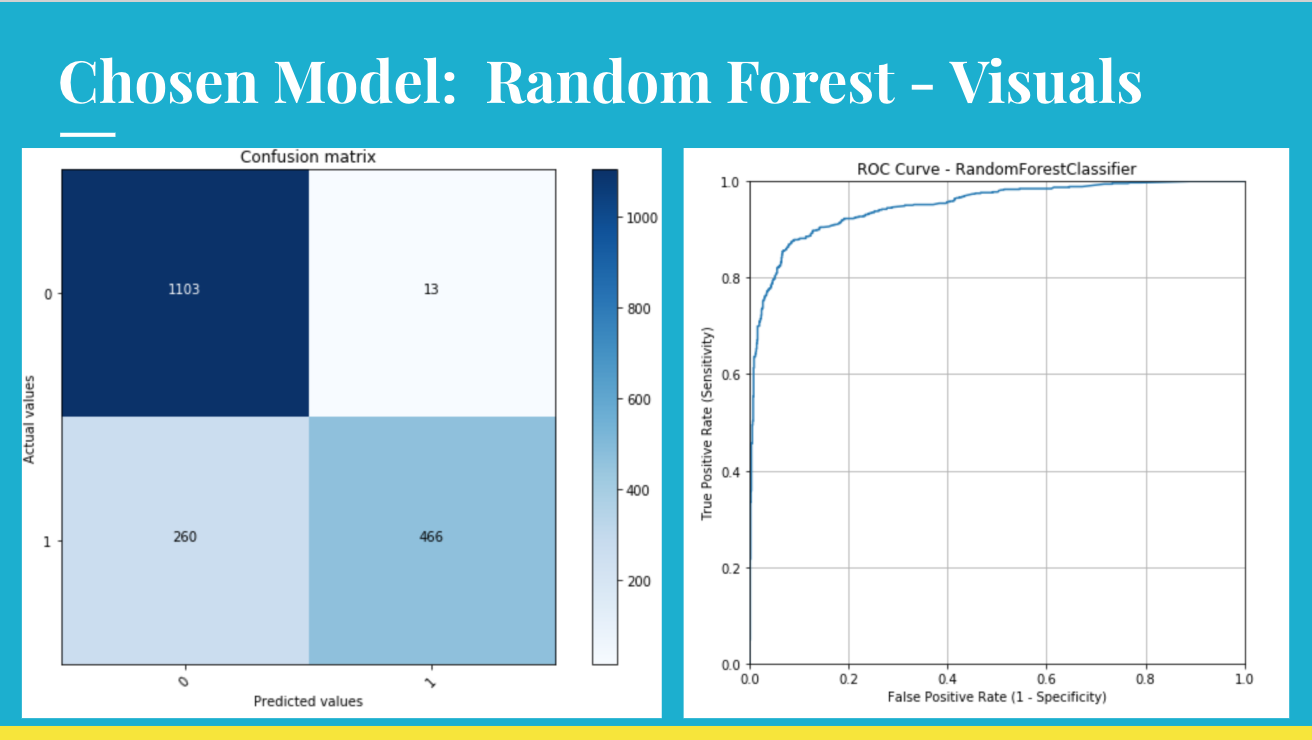 Chosen Model: Random Forest - Visuals
Confusion matrix
1103
13
260
466
0
1
Actual values
0
1
Predicted values
1000
800
600
400
200
ROC Curve - RandomForestClassifier
1.0
0.8
0.6
0.4
0.2
0.0
True Positive Rate (Sensitivity)
0.0 0.2 0.4 0.6 0.8 1.0
False Positive Rate (1 - Specificity)